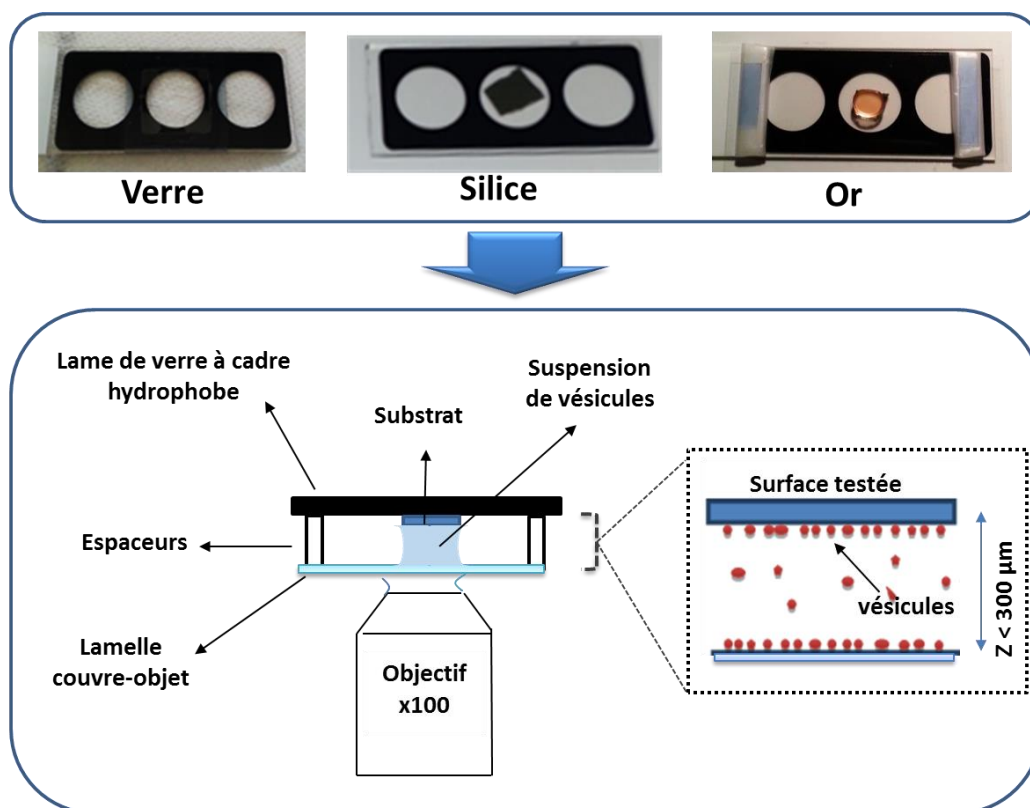 Verre
Silice
Or
Lame de verre à cadre
hydrophobe
Substrat
Suspension
de vésicules
Espaceurs
Lamelle
couvre-objet
Objectif
x100
Surface testée
vésicules
Z < 300 µm